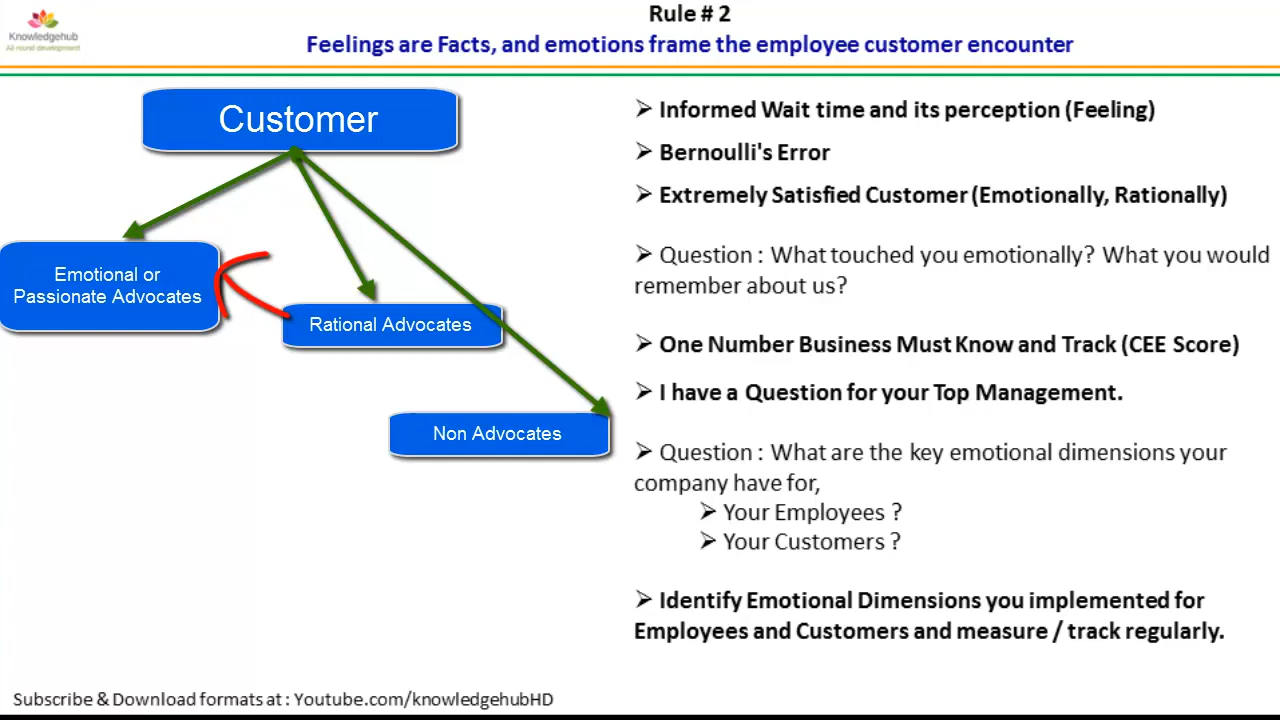 Knowledgehub
All round development!
Rule # 2
Feelings are Facts, and emotions frame the employee customer encounter
Customer
Emotional or
Passionate Advocates
Rational Advocates
Non Advocates
➢ Informed Wait time and its perception (Feeling)
➢ Bernoulli's Error
➢ Extremely Satisfied Customer (Emotionally, Rationally)
➢ Question : What touched you emotionally? What you would
remember about us?
➢ One Number Business Must Know and Track (CEE Score)
➢ I have a Question for your Top Management.
➢ Question : What are the key emotional dimensions your
company have for,
➢ Your Employees ?
➢ Your Customers ?
➢ Identify Emotional Dimensions you implemented for
Employees and Customers and measure / track regularly.
Subscribe & Download formats at : Youtube.com/knowledgehubHD